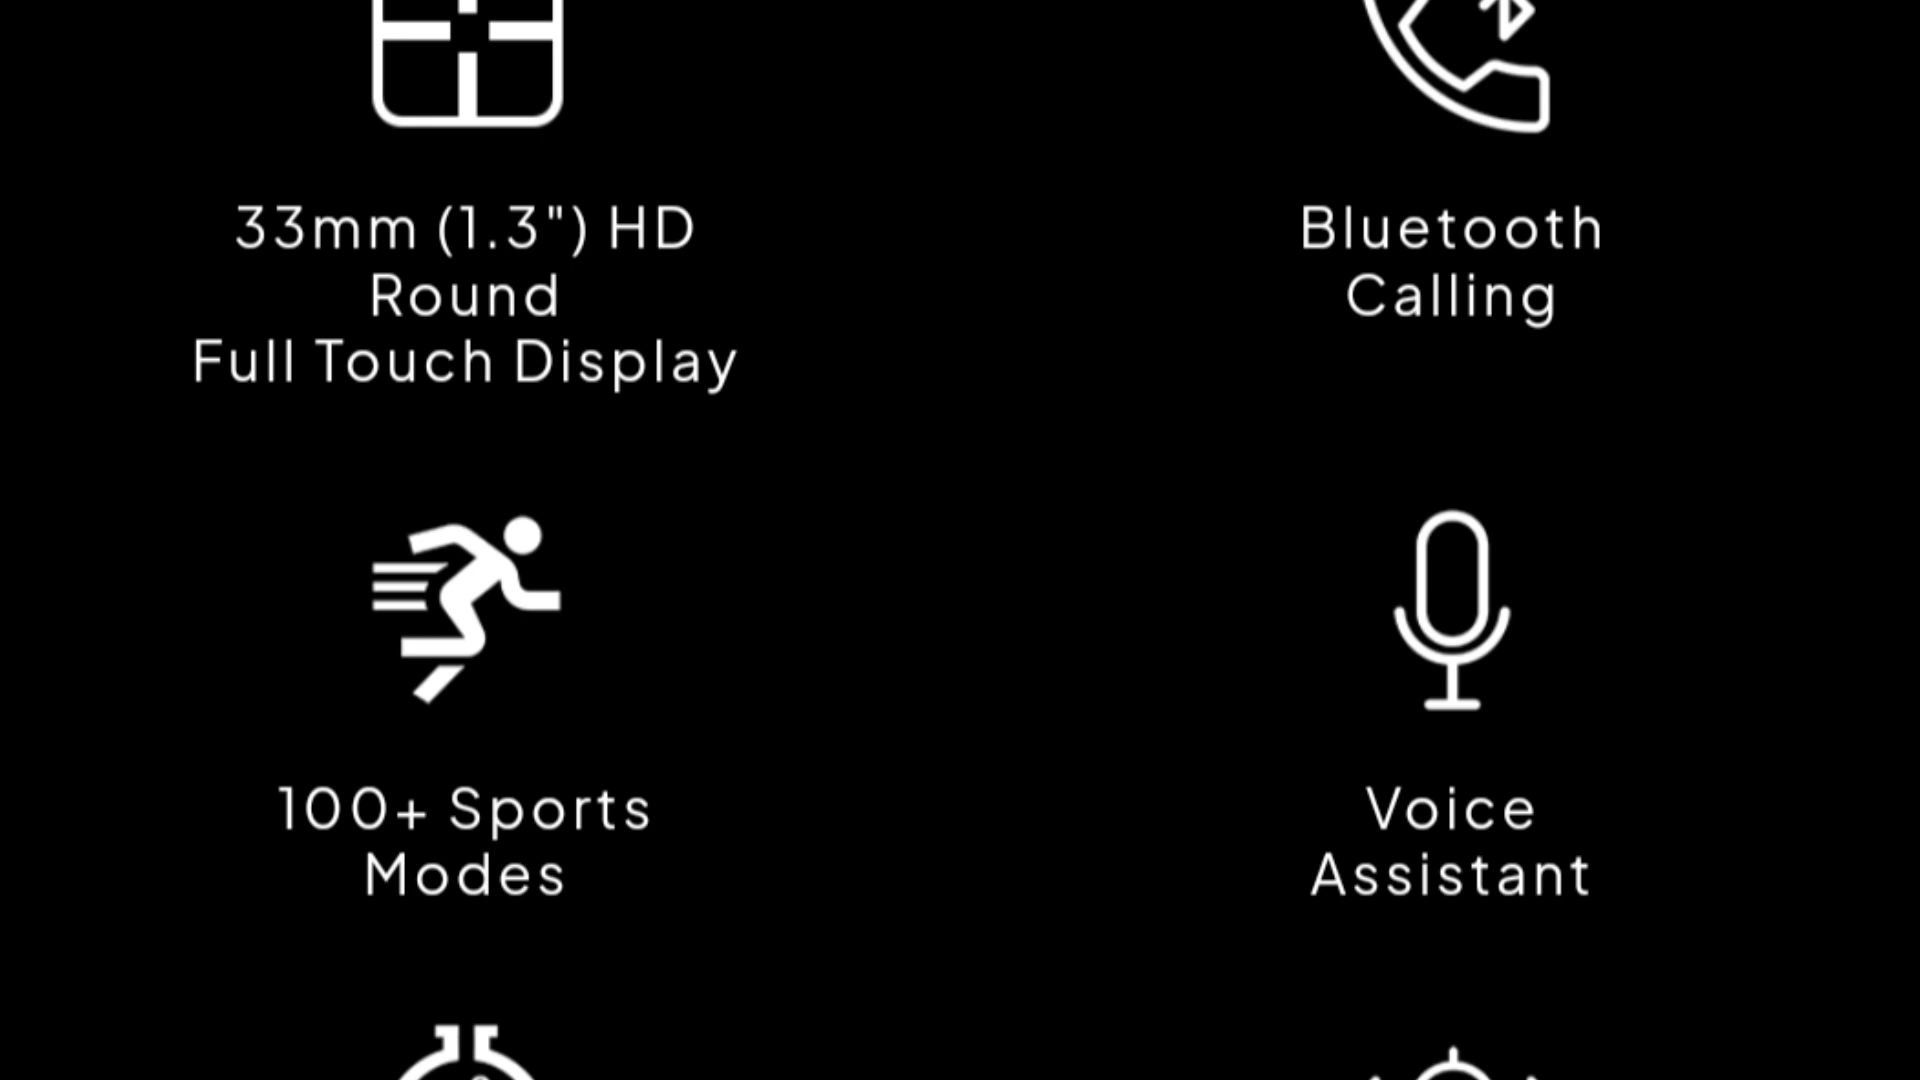 33mm (1.3") HD
Round
Full Touch Display
Bluetooth
Calling
100+ Sports
Modes
Voice
Assistant